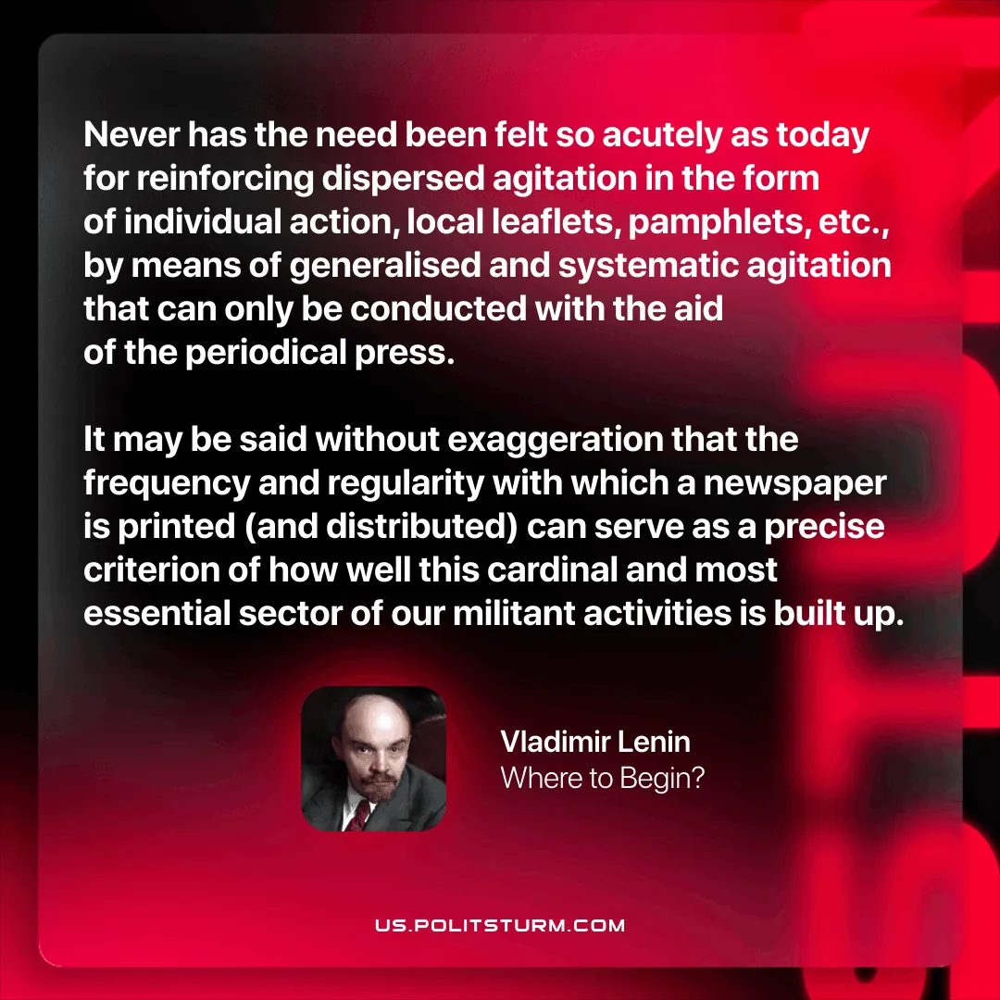 Never has the need been felt so acutely as today
for reinforcing dispersed agitation in the form
of individual action, local leaflets, pamphlets, etc.,
by means of generalised and systematic agitation
that can only be conducted with the aid
of the periodical press.
It may be said without exaggeration that the
frequency and regularity with which a newspaper
is printed (and distributed) can serve as a precise
criterion of how well this cardinal and most
essential sector of our militant activities is built up.
Vladimir Lenin
Where to Begin?
US.POLITSTURM.COM